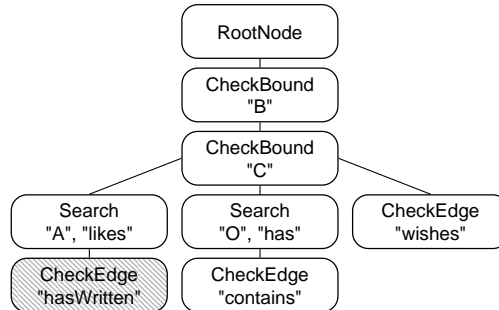 RootNode
CheckBound
"B"
CheckBound
"C"
Search
"A", "likes"
Search
"O", "has"
CheckEdge
"wishes"
CheckEdge
"hasWritten"
CheckEdge
"contains"